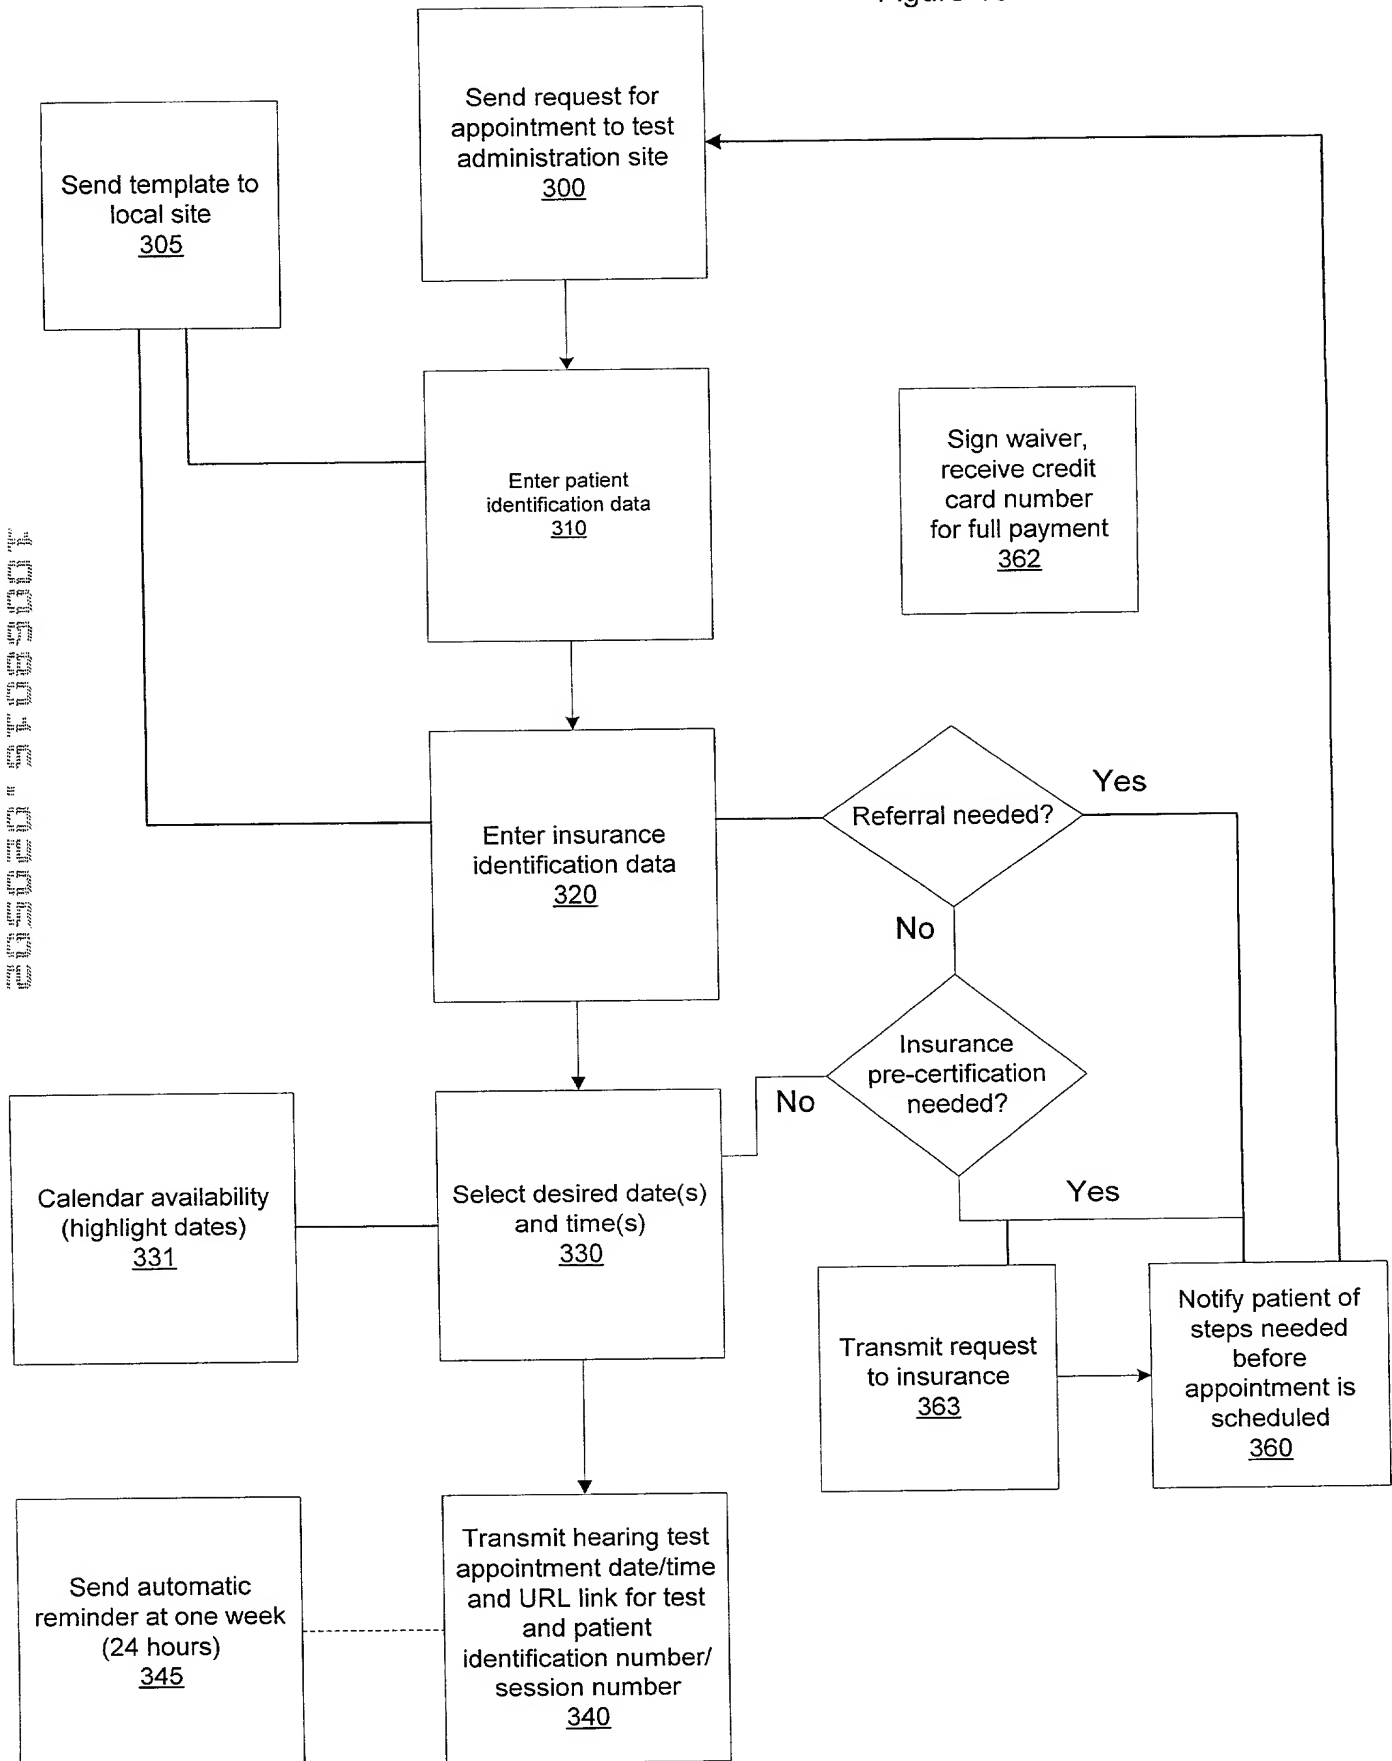 Send request for
appointment to test
administration site
300
Send template to
local site
305
Enter patient
identification data
310
Sign waiver,
receive credit
card number
for full payment
362
Enter insurance
identification data
320
Referral needed?
Yes
No
Insurance
pre-certification
needed?
No
Yes
Calendar availability
(highlight dates)
331
Select desired date(s)
and time(s)
330
Transmit request
to insurance
363
Notify patient of
steps needed
before
appointment is
scheduled
360
Send automatic
reminder at one week
(24 hours)
345
Transmit hearing test
appointment date/time
and URL link for test
and patient
identification number/
session number
340